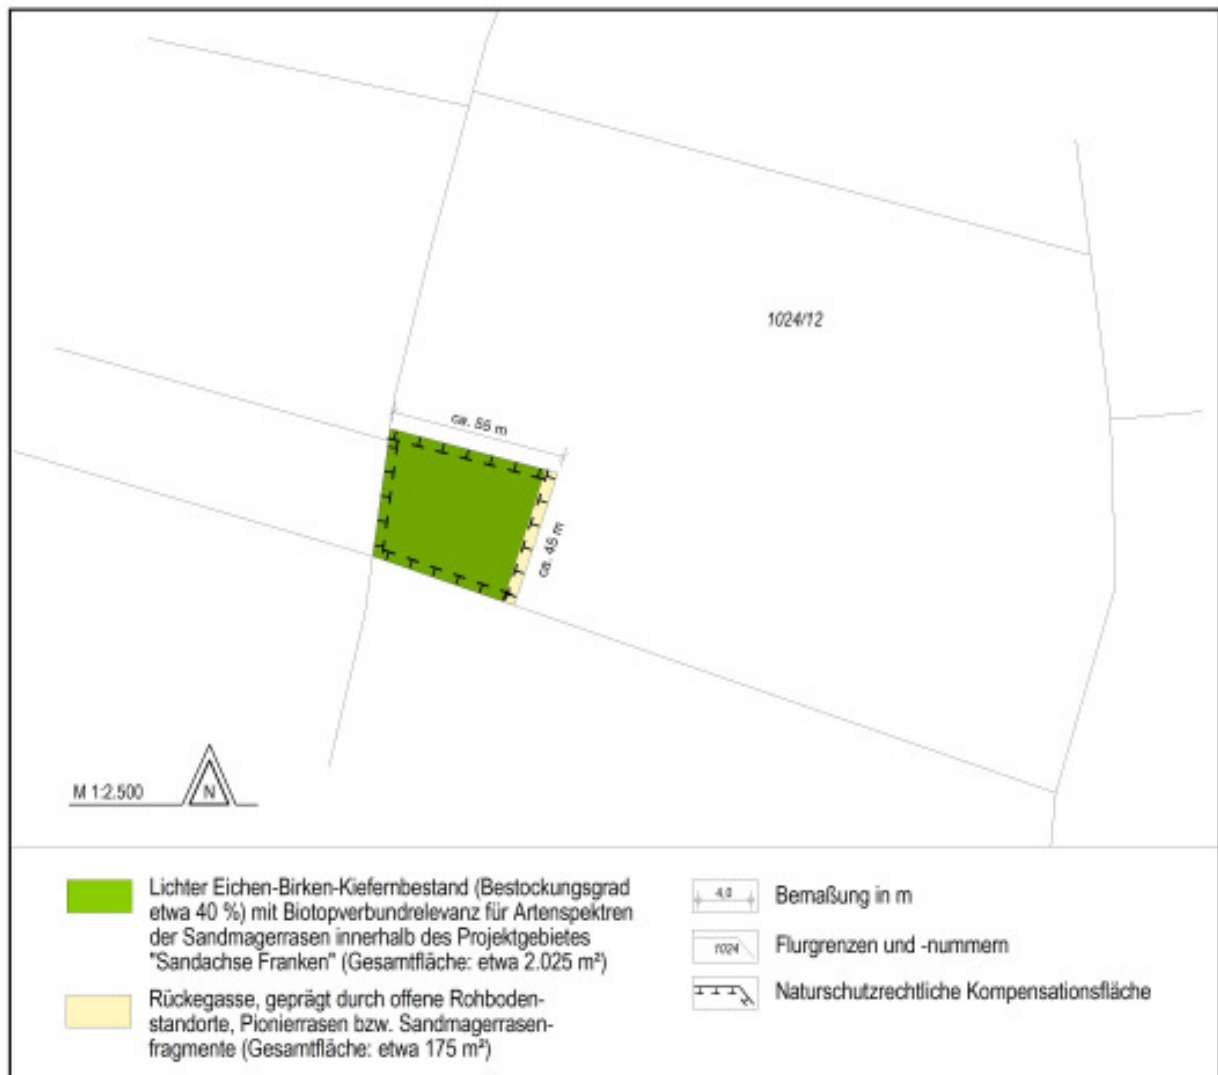 1024/12
ca. 55 m
ca. 45 m
M 1:2.500
N
Lichter Eichen-Birken-Kiefernbestand (Bestockungsgrad
etwa 40 %) mit Biotopverbundrelevanz für Artenspektren
der Sandmagerrasen innerhalb des Projektgebietes
"Sandachse Franken" (Gesamtfläche: etwa 2.025 m²)
Rückegasse, geprägt durch offene Rohboden-
standorte, Pionierrasen bzw. Sandmagerrasen-
fragmente (Gesamtfläche: etwa 175 m²)
4,0
Bemaßung in m
1024
Flurgrenzen und -nummern
Naturschutzrechtliche Kompensationsfläche